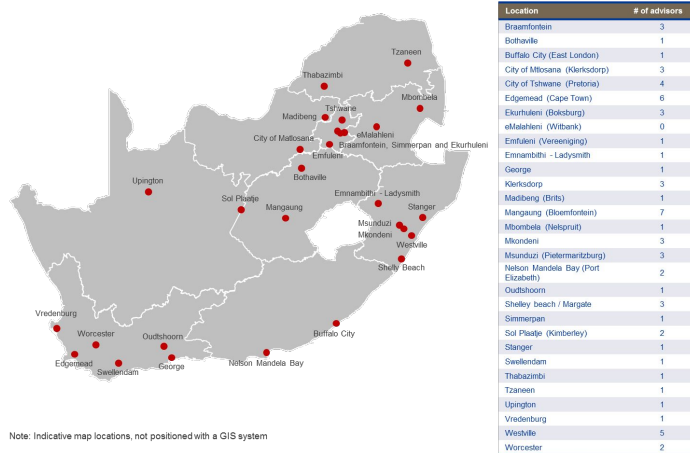 Tzaneen
Thabazimbi
Mbombela
Tshwane
Madibeng
eMalahleni
City of Matlosana
Braamfontein, Simmerpan and Ekurhuleni
Emfuleni
Bothaville
Upington
Sol Plaatje
Emnambithi - Ladysmith
Mangaung
Stanger
Msunduzi
Mkondeni
Westville
Shelly Beach
Vredenburg
Worcester
Oudtshoorn
Buffalo City
Edgemead
Swellendam
George
Nelson Mandela Bay
Note: Indicative map locations, not positioned with a GIS system
Location # of advisors
Braamfontein 3
Bothaville 1
Buffalo City (East London) 1
City of Mtlosana (Klerksdorp) 3
City of Tshwane (Pretoria) 4
Edgemead (Cape Town) 6
Ekurhuleni (Boksburg) 3
eMalahleni (Witbank) 0
Emfuleni (Vereeniging) 1
Emnambithi - Ladysmith 1
George 1
Klerksdorp 3
Madibeng (Brits) 1
Mangaung (Bloemfontein) 7
Mbombela (Nelspruit) 1
Mkondeni 3
Msunduzi (Pietermaritzburg) 3
Nelson Mandela Bay (Port
Elizabeth) 2
Oudtshoorn 1
Shelley beach / Margate 3
Simmerpan 1
Sol Plaatje (Kimberley) 2
Stanger 1
Swellendam 1
Thabazimbi 1
Tzaneen 1
Upington 1
Vredenburg 1
Westville 5
Worcester 2